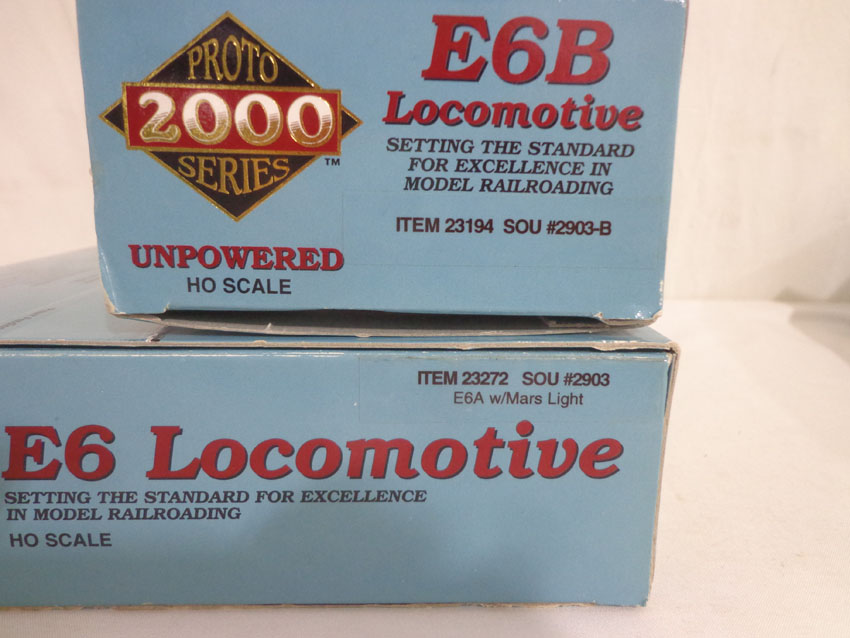 PROTO
2000
SERIES
TM
E6B
Locomotive
SETTING THE STANDARD
FOR EXCELLENCE IN
MODEL RAILROADING
ITEM 23194 SOU #2903-B
UNPOWERED
HO SCALE
ITEM 23272 SOU #2903
E6A w/Mars Light
E6 Locomotive
SETTING THE STANDARD FOR EXCELLENCE
IN MODEL RAILROADING
HO SCALE